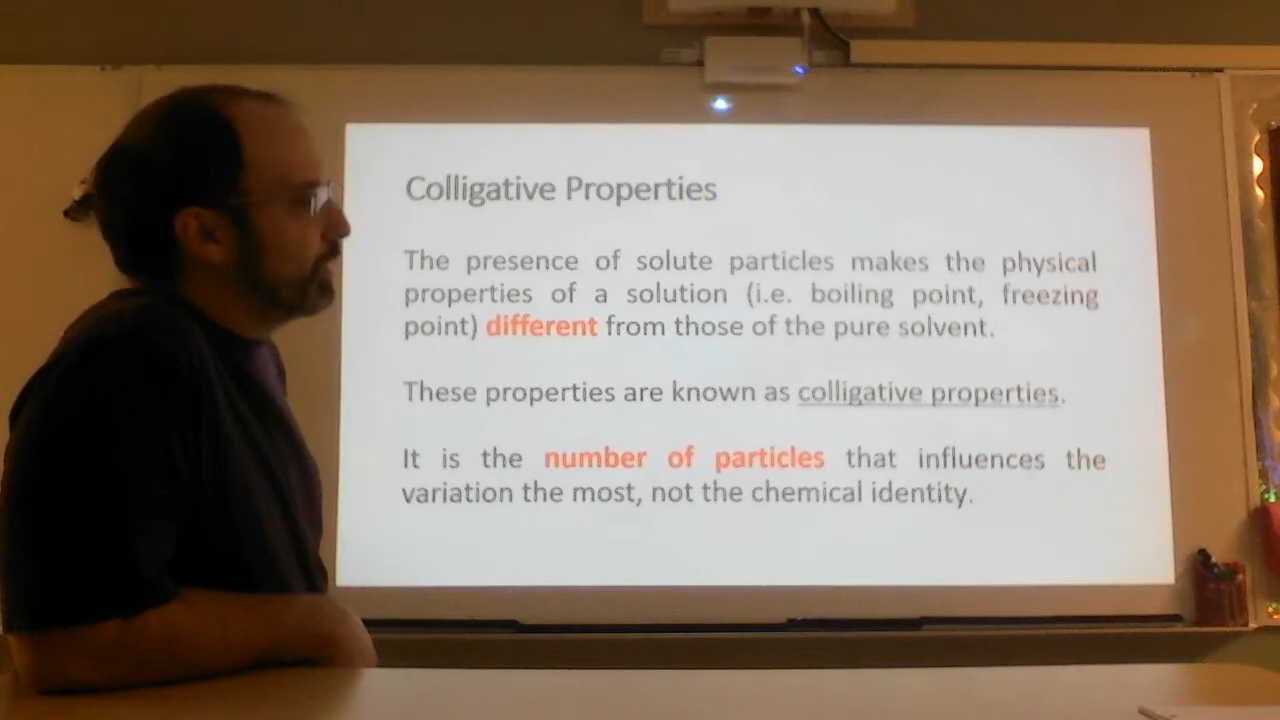 Colligative Properties
The presence of solute particles makes the physical
properties of a solution (i.e. boiling point, freezing
point) different from those of the pure solvent.
These properties are known as colligative properties.
It is the number of particles that influences the
variation the most, not the chemical identity.